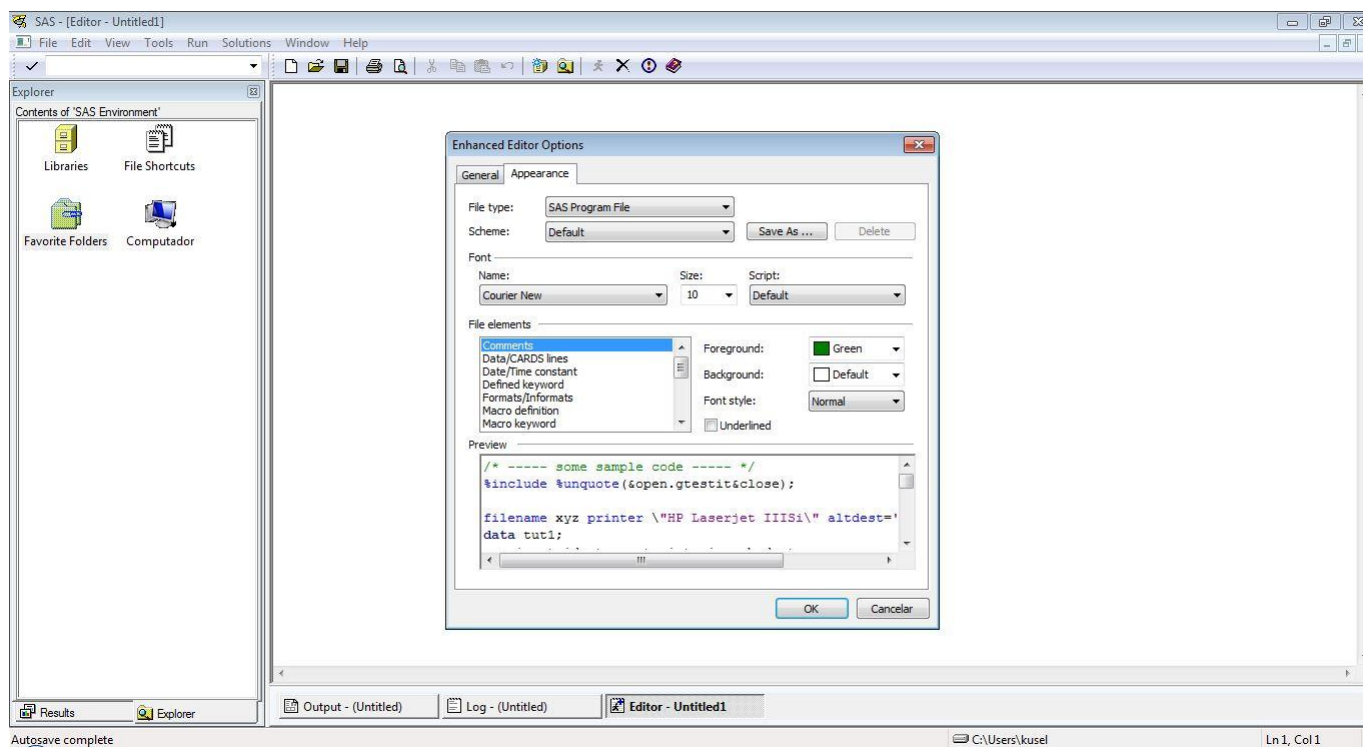 SAS - [Editor - Untitled1]
File Edit View Tools Run Solutions Window Help
Explorer
Contents of 'SAS Environment'
Libraries File Shortcuts
Favorite Folders Computador
Enhanced Editor Options
General Appearance
File type: SAS Program File
Scheme: Default Save As ... Delete
Font
Name: Size: Script:
Courier New 10 Default
File elements
Comments
Data/CARDS lines
Date/Time constant
Defined keyword
Formats/Informats
Macro definition
Macro keyword
Foreground: Green
Background: Default
Font style: Normal
Underlined
Preview
/* ----- some sample code ----- */
%include %unquote(&open.gtestit&close);
filename xyz printer \"HP Laserjet IIISi\" altdest='
data tut1;
OK Cancelar
Results Explorer
Output - (Untitled) Log - (Untitled) Editor - Untitled1
Autosave complete C:\Users\kusel Ln 1, Col 1